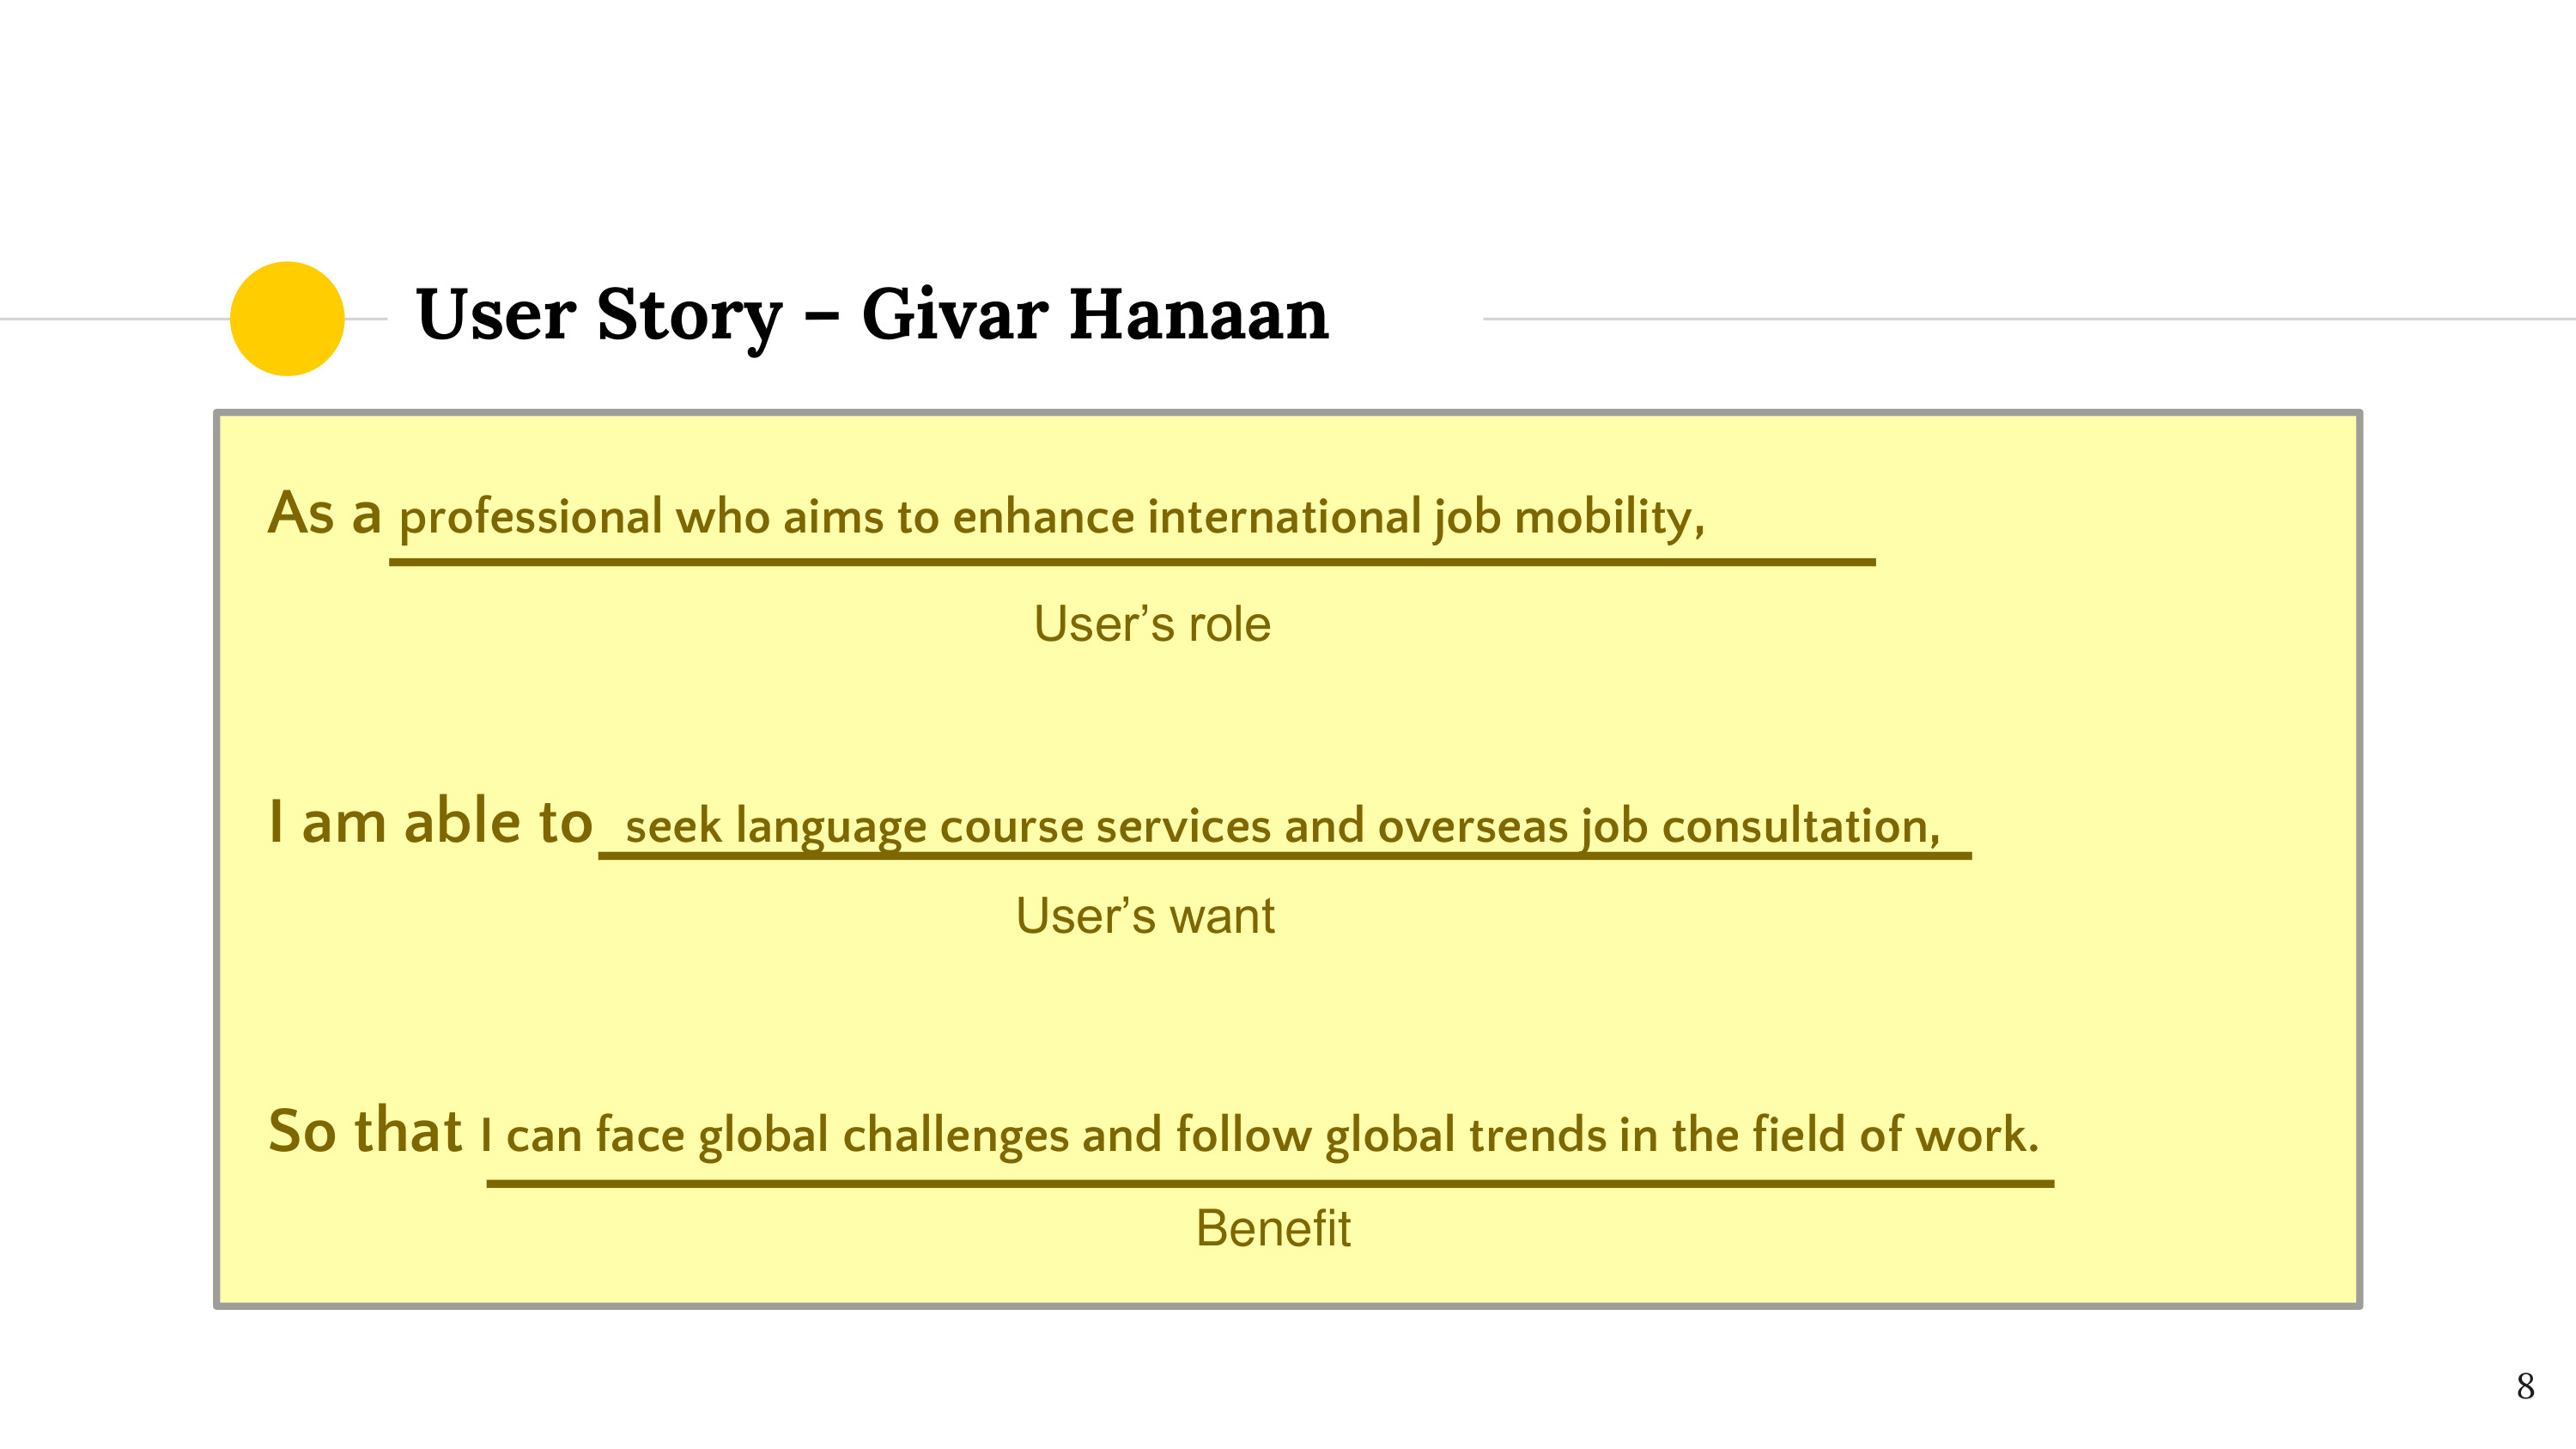 User Story – Givar Hanaan
As a professional who aims to enhance international job mobility,
User’s role
I am able to seek language course services and overseas job consultation,
User’s want
So that I can face global challenges and follow global trends in the field of work.
Benefit
8